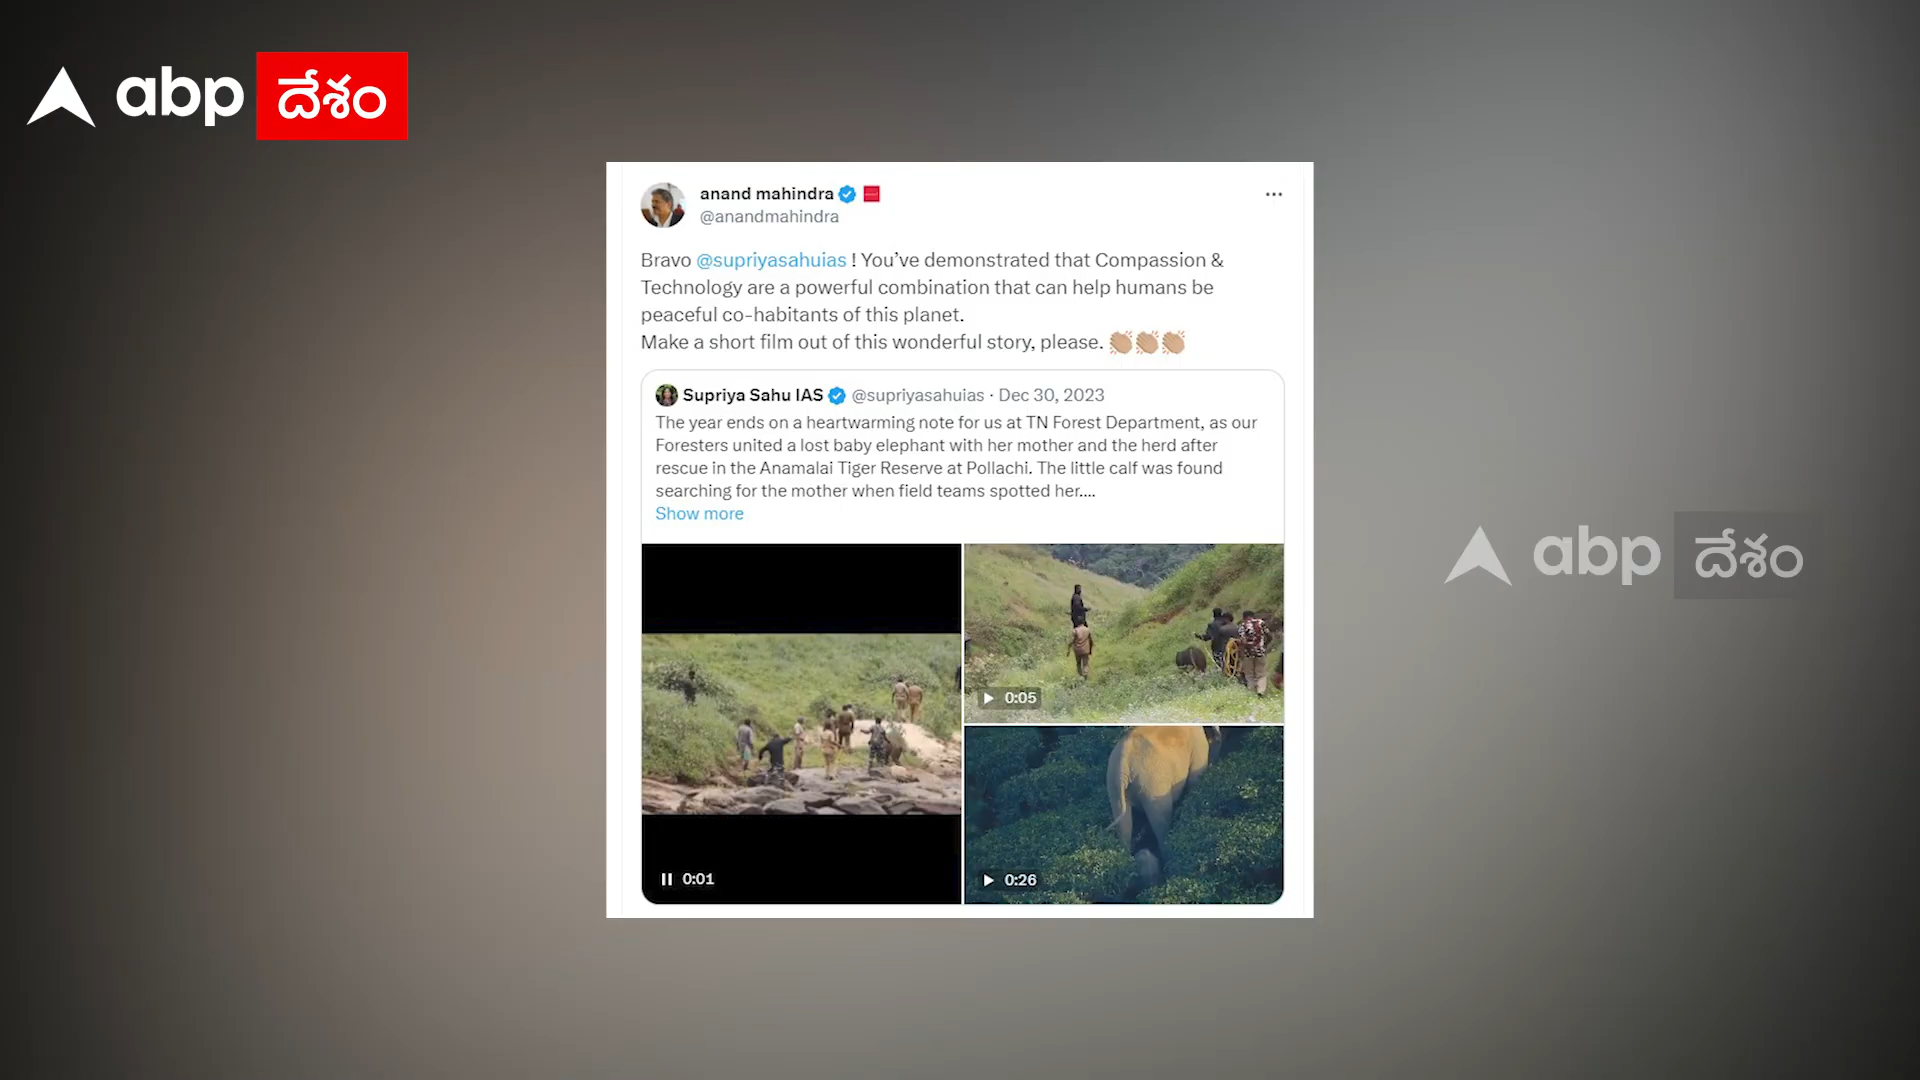 abp దేశం
anand mahindra
@anandmahindra
Bravo @supriyasahuias ! You’ve demonstrated that Compassion &
Technology are a powerful combination that can help humans be
peaceful co-habitants of this planet.
Make a short film out of this wonderful story, please. 👏🏼👏🏼👏🏼
Supriya Sahu IAS @supriyasahuias · Dec 30, 2023
The year ends on a heartwarming note for us at TN Forest Department, as our
Foresters united a lost baby elephant with her mother and the herd after
rescue in the Anamalai Tiger Reserve at Pollachi. The little calf was found
searching for the mother when field teams spotted her....
Show more
0:05
0:01
0:26
abp దేశం